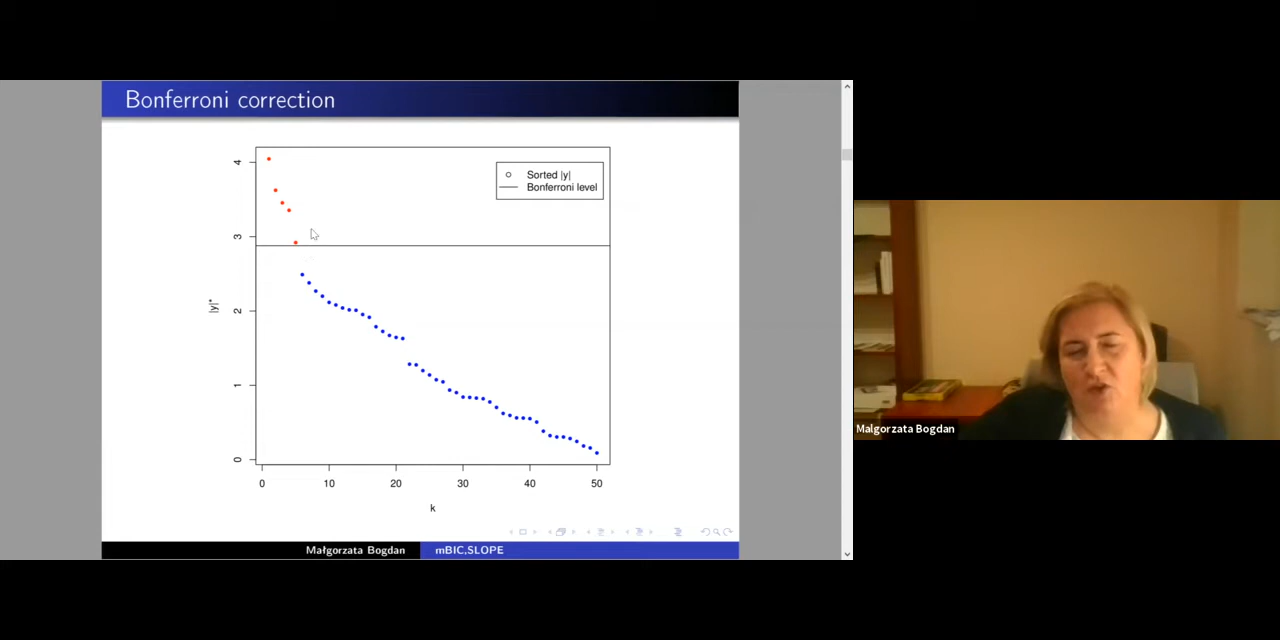 Bonferroni correction
Sorted |y|
Bonferroni level
4
3
2
1
0
|y|*
0 10 20 30 40 50
k
Małgorzata Bogdan mBIC,SLOPE
Malgorzata Bogdan